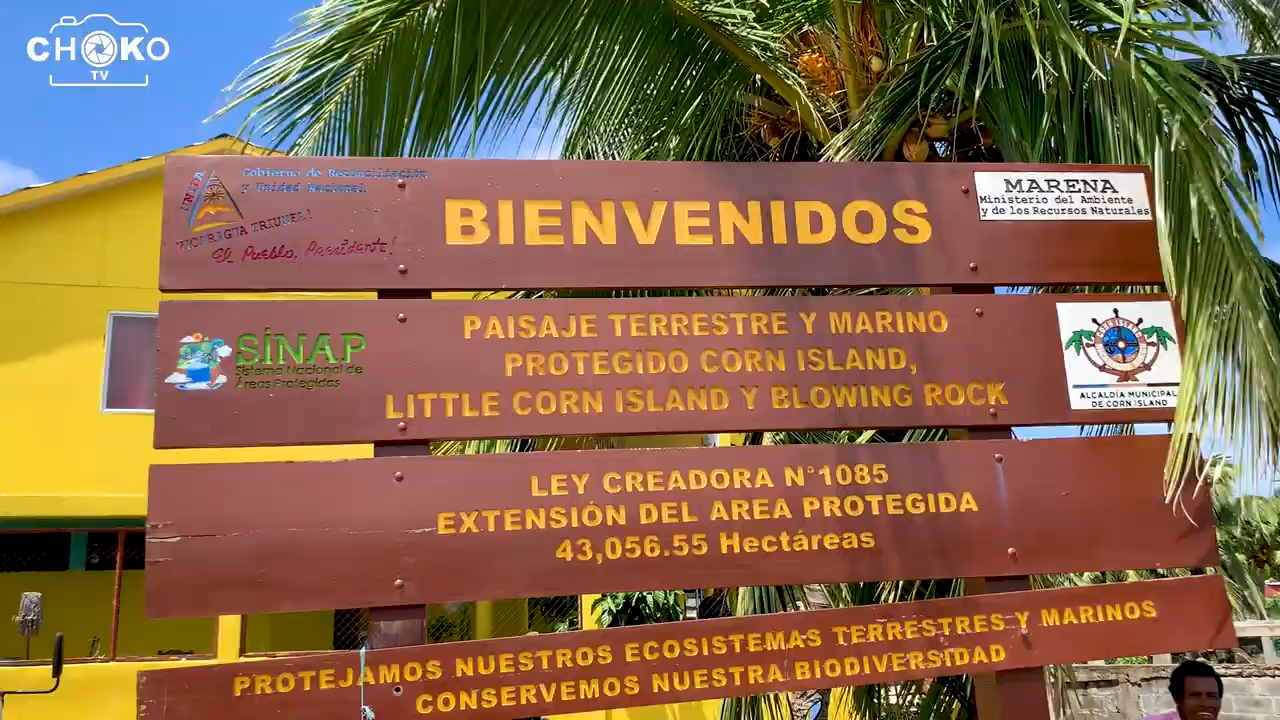 CHOKO
TV
Gobierno de Reconciliación
y Unidad Nacional
UNIDA
NICARAGUA TRIUNFA!
El Pueblo, Presidente!
BIENVENIDOS
MARENA
Ministerio del Ambiente
y de los Recursos Naturales
SINAP
Sistema Nacional de
Áreas Protegidas
PAISAJE TERRESTRE Y MARINO
PROTEGIDO CORN ISLAND,
LITTLE CORN ISLAND Y BLOWING ROCK
ALCALDIA MUNICIPAL
DE CORN ISLAND
LEY CREADORA N°1085
EXTENSIÓN DEL AREA PROTEGIDA
43,056.55 Hectáreas
PROTEJAMOS NUESTROS ECOSISTEMAS TERRESTRES Y MARINOS
CONSERVEMOS NUESTRA BIODIVERSIDAD